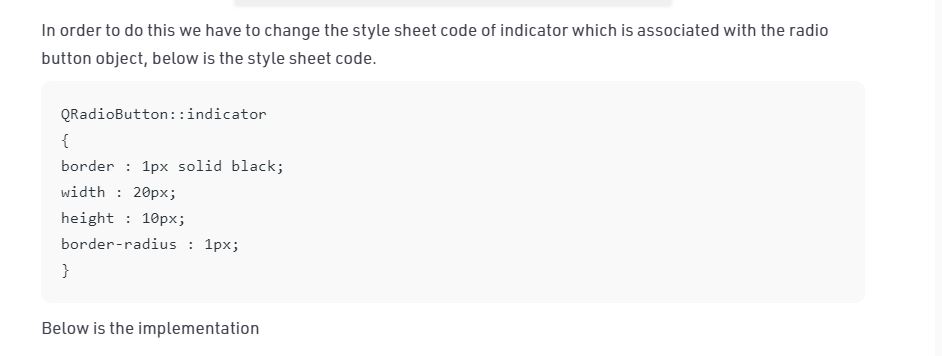 In order to do this we have to change the style sheet code of indicator which is associated with the radio
button object, below is the style sheet code.
QRadioButton::indicator
{
border : 1px solid black;
width : 20px;
height : 10px;
border-radius : 1px;
}
Below is the implementation